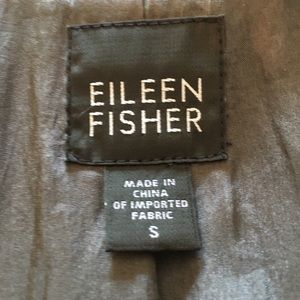 EILEEN
FISHER
MADE IN
CHINA
OF IMPORTED
FABRIC
S